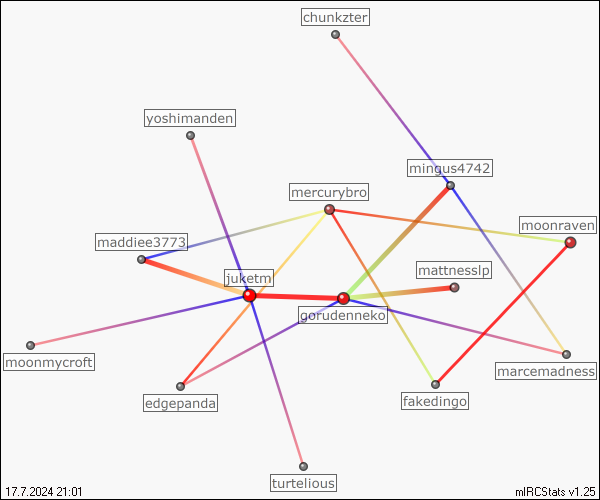 chunkzter
yoshimanden
mingus4742
mercurybro
moonraven
maddiee3773
juketm
mattnesslp
gorudenneko
moonmycroft
marcemadness
edgepanda
fakedingo
turtelious
17.7.2024 21:01
mIRCStats v1.25